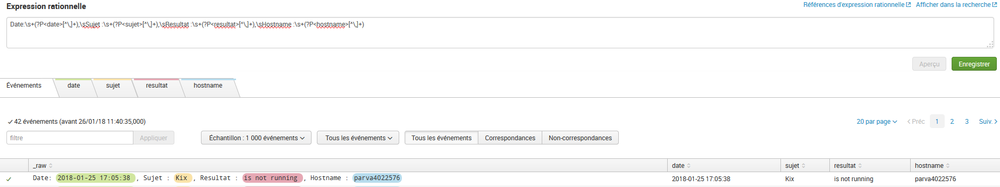 Expression rationnelle
Références d'expression rationnelle Afficher dans la recherche
Date:\s+(?P<date>[^\,]+),\sSujet :\s+(?P<sujet>[^\,]+),\sResultat :\s+(?P<resultat>[^\,]+),\sHostname :\s+(?P<hostname>[^\,]+)
Aperçu Enregistrer
Événements date sujet resultat hostname
42 événements (avant 26/01/18 11:40:35,000)
20 par page Préc 1 2 3 Suiv.
filtre Appliquer Échantillon : 1 000 événements Tous les événements Tous les événements Correspondances Non-correspondances
_raw date sujet resultat hostname
Date: 2018-01-25 17:05:38 , Sujet : Kix , Resultat : is not running , Hostname : parva4022576 2018-01-25 17:05:38 Kix is not running parva4022576